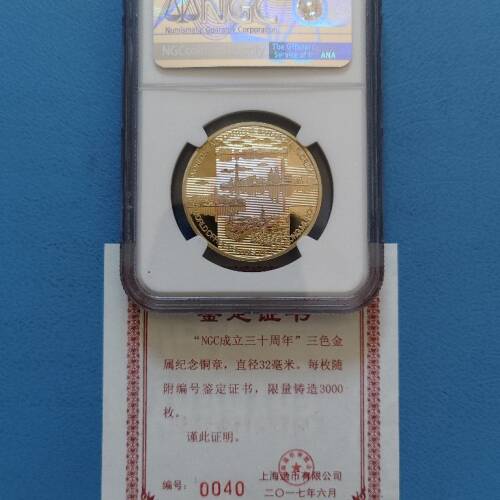 NGC
Numismatic Guaranty Corporation
The Official
Service of the ANA
鉴定证书
“NGC成立三十周年”三色金
属纪念铜章，直径32毫米。每枚随
附编号鉴定证书，限量铸造3000
枚。
谨此证明。
编号: 0040
上海造币有限公司
二〇一七年六月